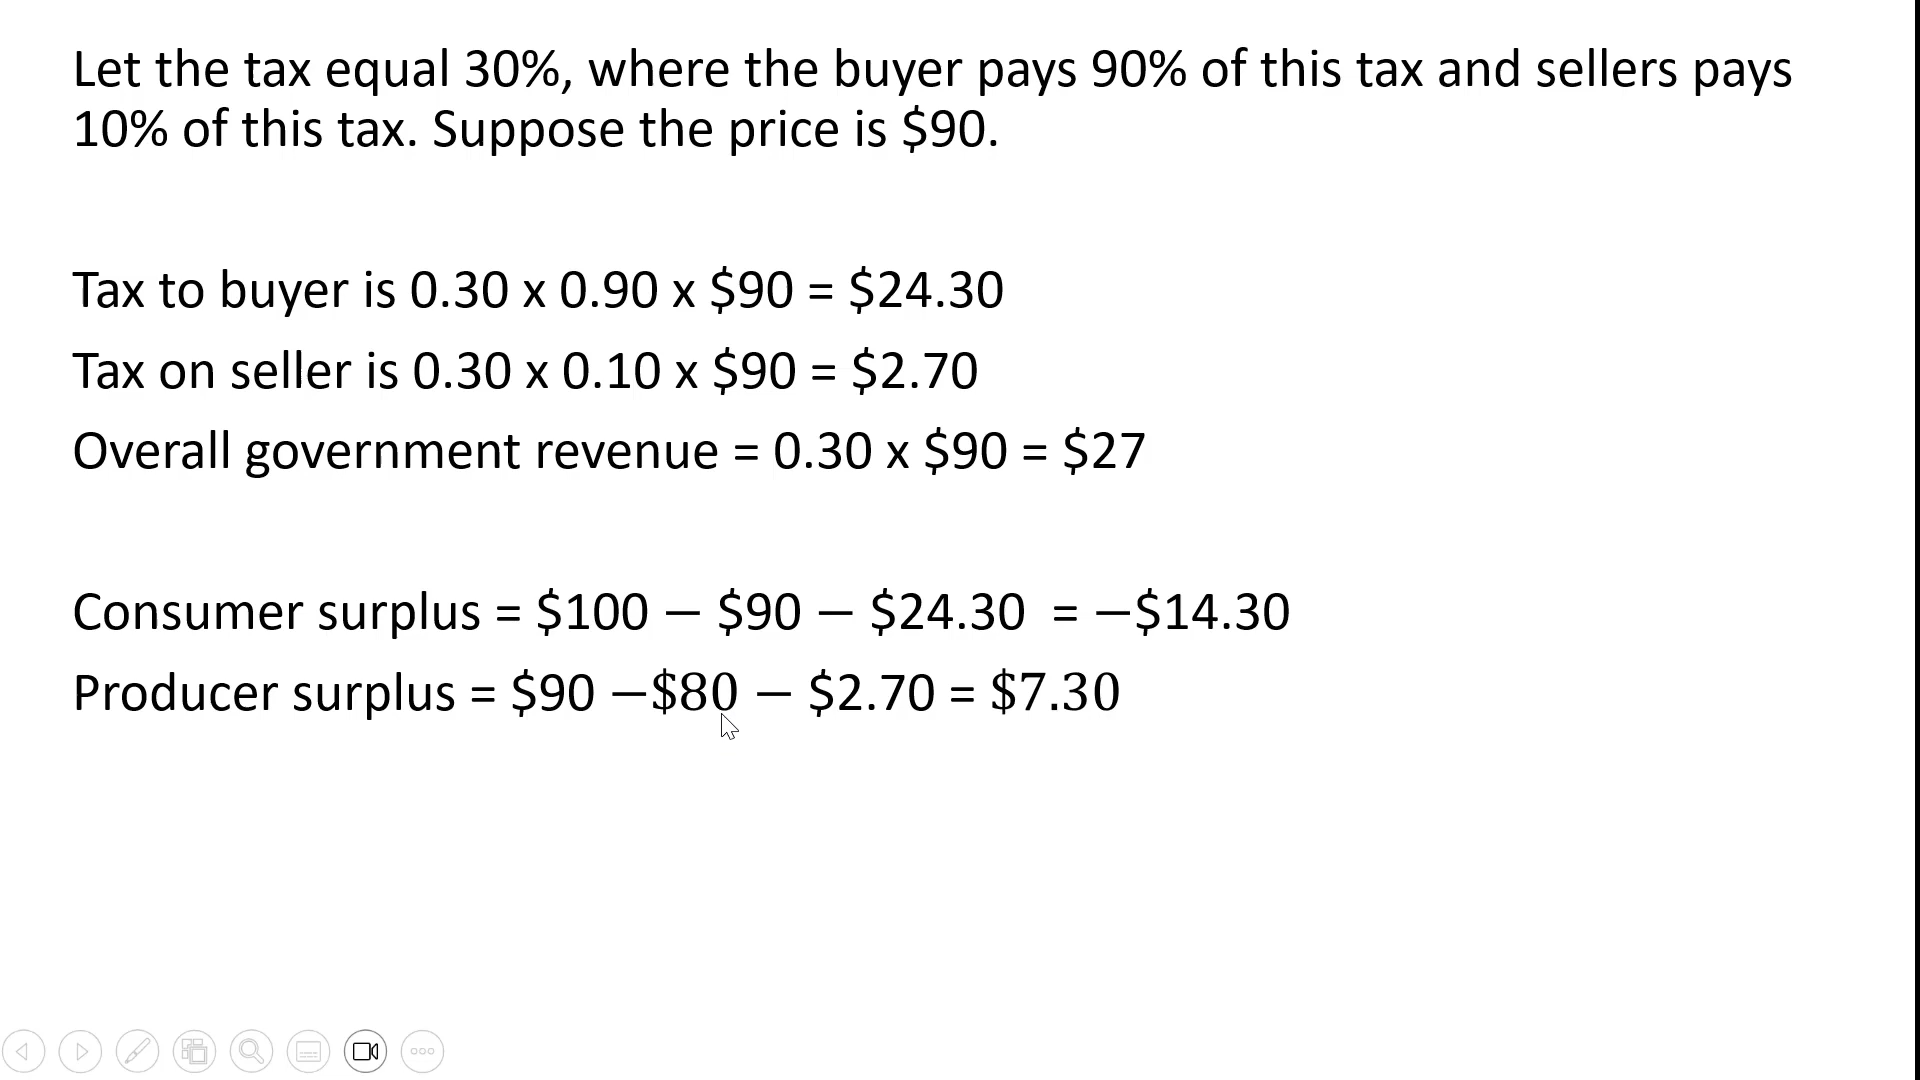 Let the tax equal 30%, where the buyer pays 90% of this tax and sellers pays
10% of this tax. Suppose the price is $90.
Tax to buyer is 0.30 x 0.90 x $90 = $24.30
Tax on seller is 0.30 x 0.10 x $90 = $2.70
Overall government revenue = 0.30 x $90 = $27
Consumer surplus = $100 − $90 − $24.30 = −$14.30
Producer surplus = $90 −$80 − $2.70 = $7.30